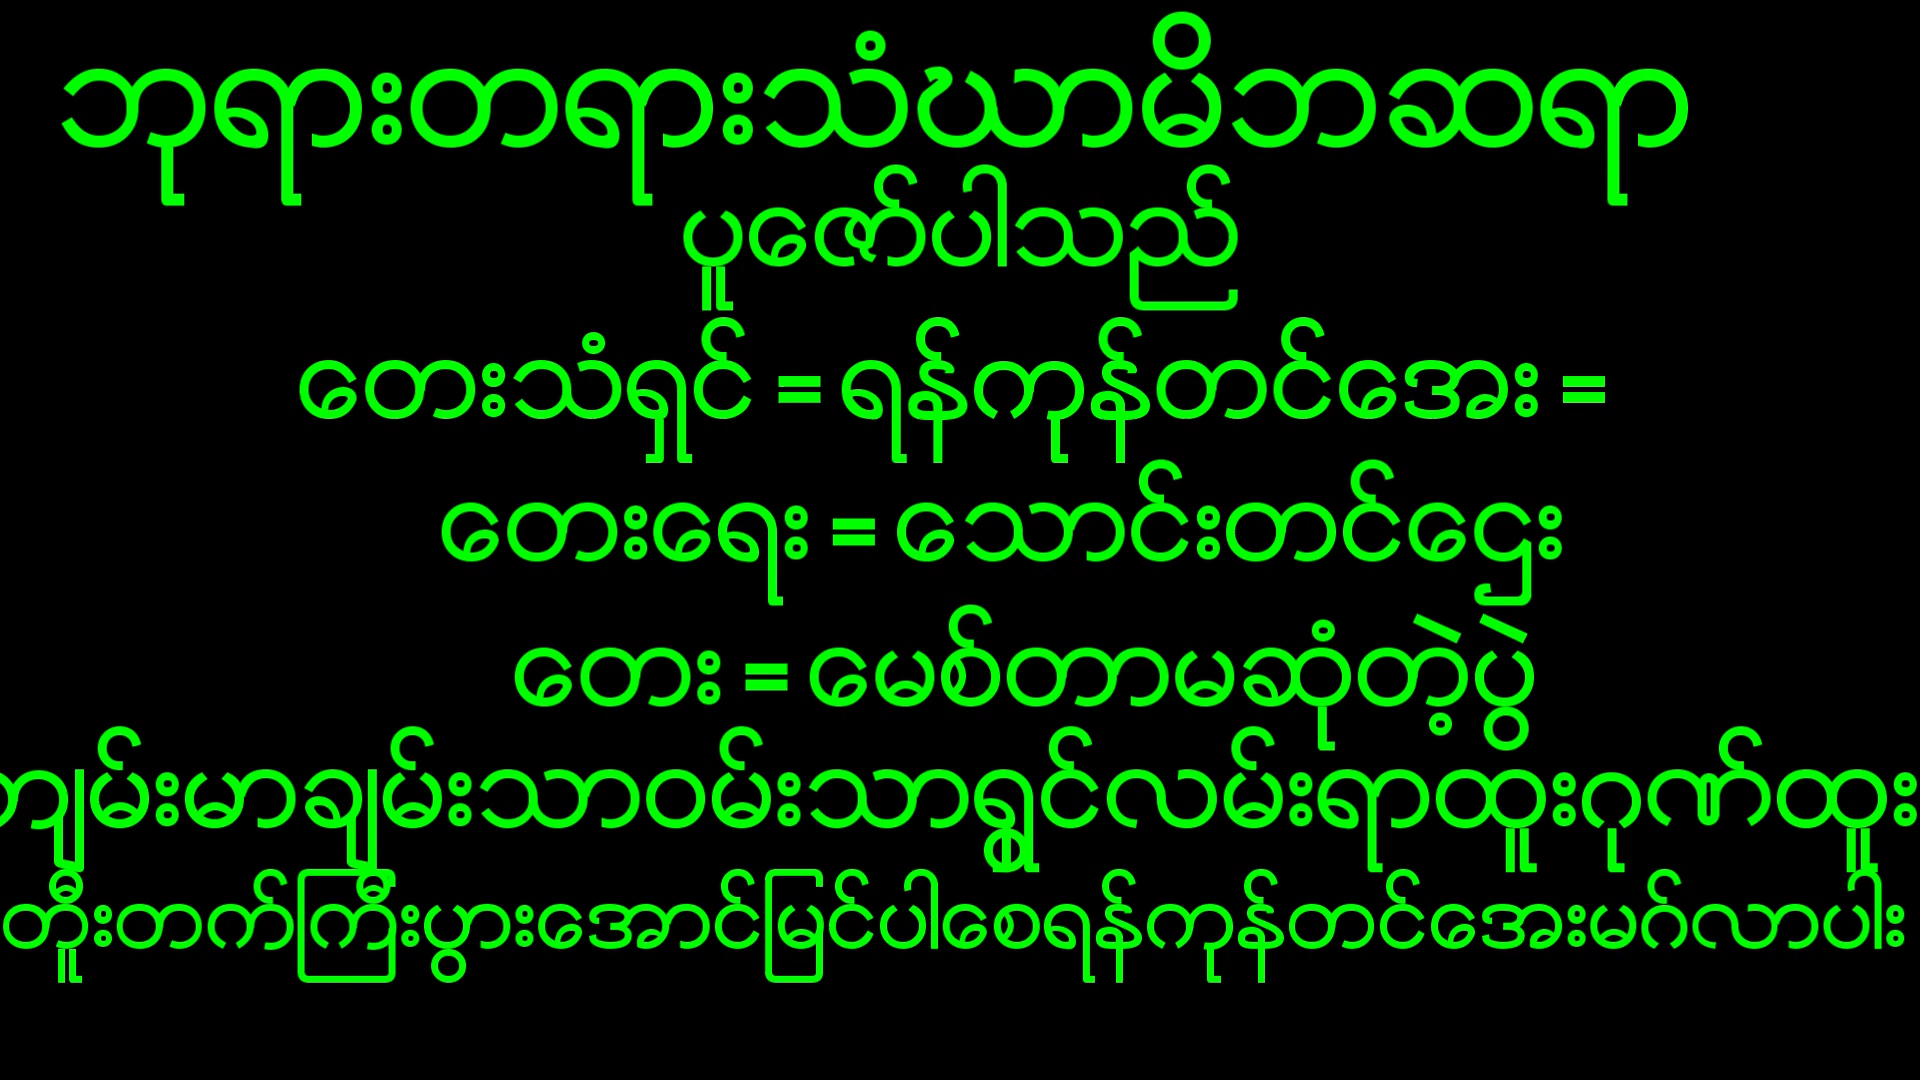 ဘုရားတရားသံဃာမိဘဆရာ
ပူဇော်ပါသည်
တေးသံရှင် = ရန်ကုန်တင်အေး =
တေးရေး = သောင်းတင်ဌေး
တေး = မေစ်တာမဆုံတဲ့ပွဲ
ကျမ်းမာချမ်းသာဝမ်းသာရွှင်လမ်းရာထူးဂုဏ်ထူး
တိူးတက်ကြီးပွားအောင်မြင်ပါစေရန်ကုန်တင်အေးမဂ်လာပါး